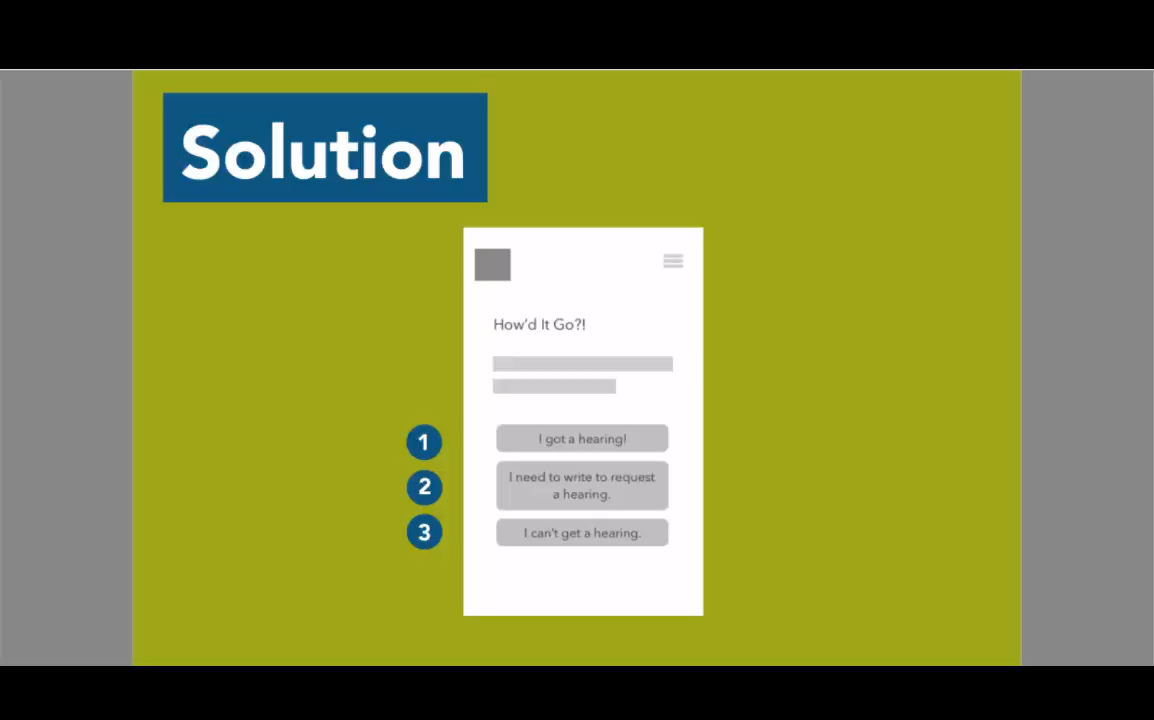 Solution
How'd It Go?!
1
I got a hearing!
2
I need to write to request
a hearing.
3
I can't get a hearing.